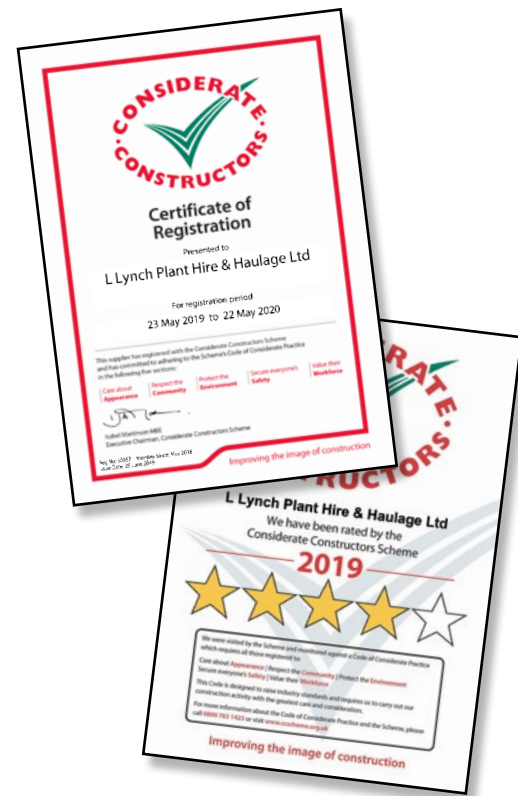 CONSIDERATE
CONSTRUCTORS
Certificate of
Registration
Presented to
L Lynch Plant Hire & Haulage Ltd
For registration period
23 May 2019 to 22 May 2020
This supplier has registered with the Considerate Constructors Scheme
and has committed to adhering to the Scheme's Code of Considerate Practice
in the following five sections:
Care about Appearance | Respect the Community | Protect the Environment | Secure everyone's Safety | Value their Workforce
Isabel Martinson MBE
Executive Chairman, Considerate Constructors Scheme
Member Since: May 2018
Issue Date: 25 June 2019
Improving the image of construction
L Lynch Plant Hire & Haulage Ltd
We have been rated by the
Considerate Constructors Scheme
2019
We were visited by the Scheme and monitored against a Code of Considerate Practice
which requires all those registered to:
Care about Appearance | Respect the Community | Protect the Environment
Secure everyone's Safety | Value their Workforce
This Code is designed to raise industry standards and requires us to carry out our
construction activity with the greatest care and consideration.
For more information about the Code of Considerate Practice and the Scheme, please
call 0800 783 1423 or visit www.ccscheme.org.uk
Improving the image of construction